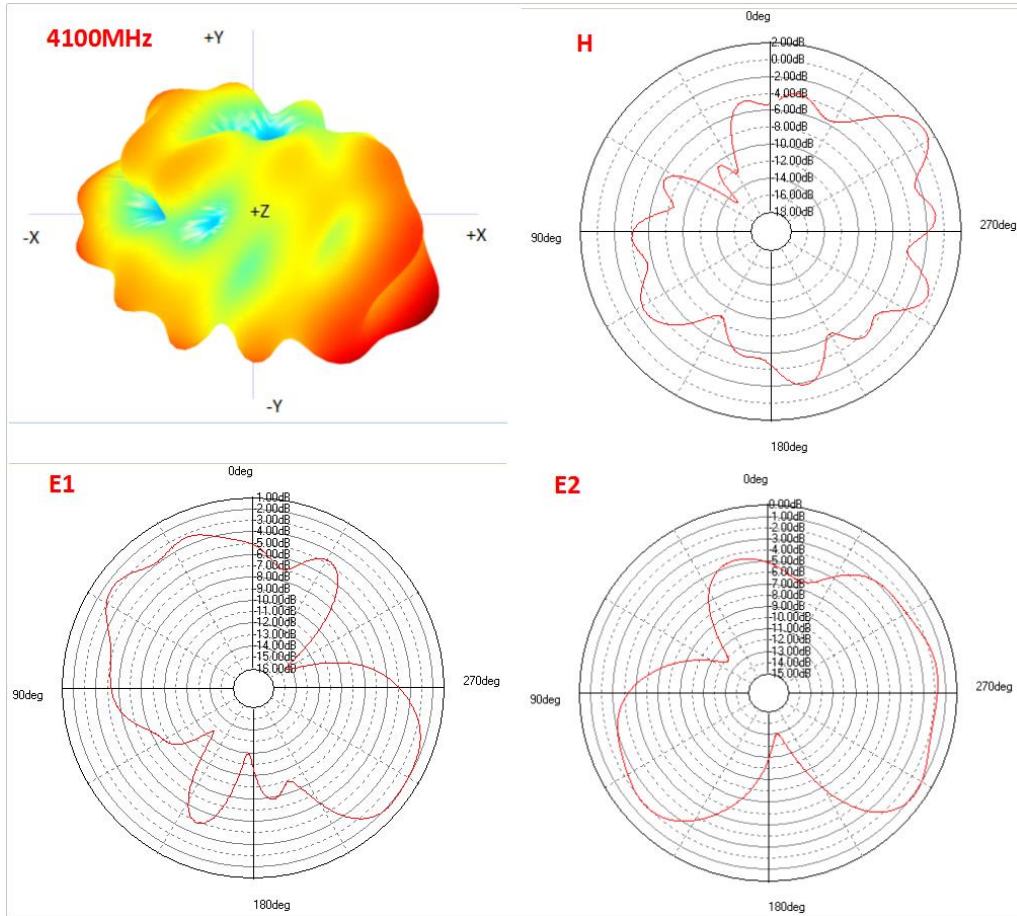 4100MHz
+Y
-X
+Z
+X
-Y
H
0deg
2.00dB
0.00dB
-2.00dB
-4.00dB
-6.00dB
-8.00dB
-10.00dB
-12.00dB
-14.00dB
-16.00dB
-18.00dB
90deg
270deg
180deg
E1
0deg
-1.00dB
-2.00dB
-3.00dB
-4.00dB
-5.00dB
-6.00dB
-7.00dB
-8.00dB
-9.00dB
-10.00dB
-11.00dB
-12.00dB
-13.00dB
-14.00dB
-15.00dB
-16.00dB
90deg
270deg
180deg
E2
0deg
0.00dB
-1.00dB
-2.00dB
-3.00dB
-4.00dB
-5.00dB
-6.00dB
-7.00dB
-8.00dB
-9.00dB
-10.00dB
-11.00dB
-12.00dB
-13.00dB
-14.00dB
-15.00dB
90deg
270deg
180deg